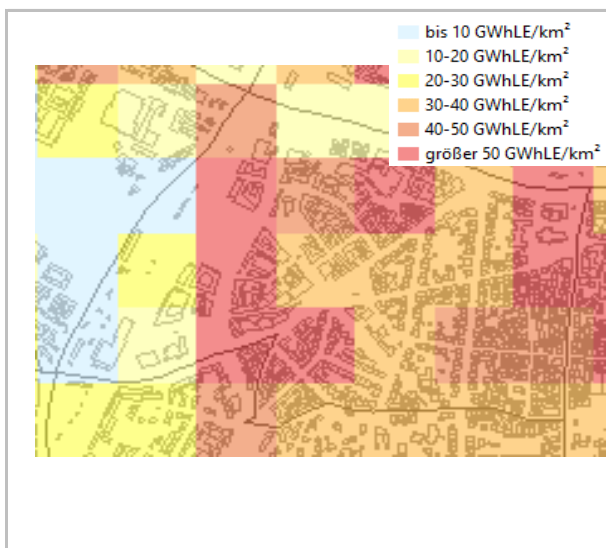 bis 10 GWhLE/km²
10-20 GWhLE/km²
20-30 GWhLE/km²
30-40 GWhLE/km²
40-50 GWhLE/km²
größer 50 GWhLE/km²